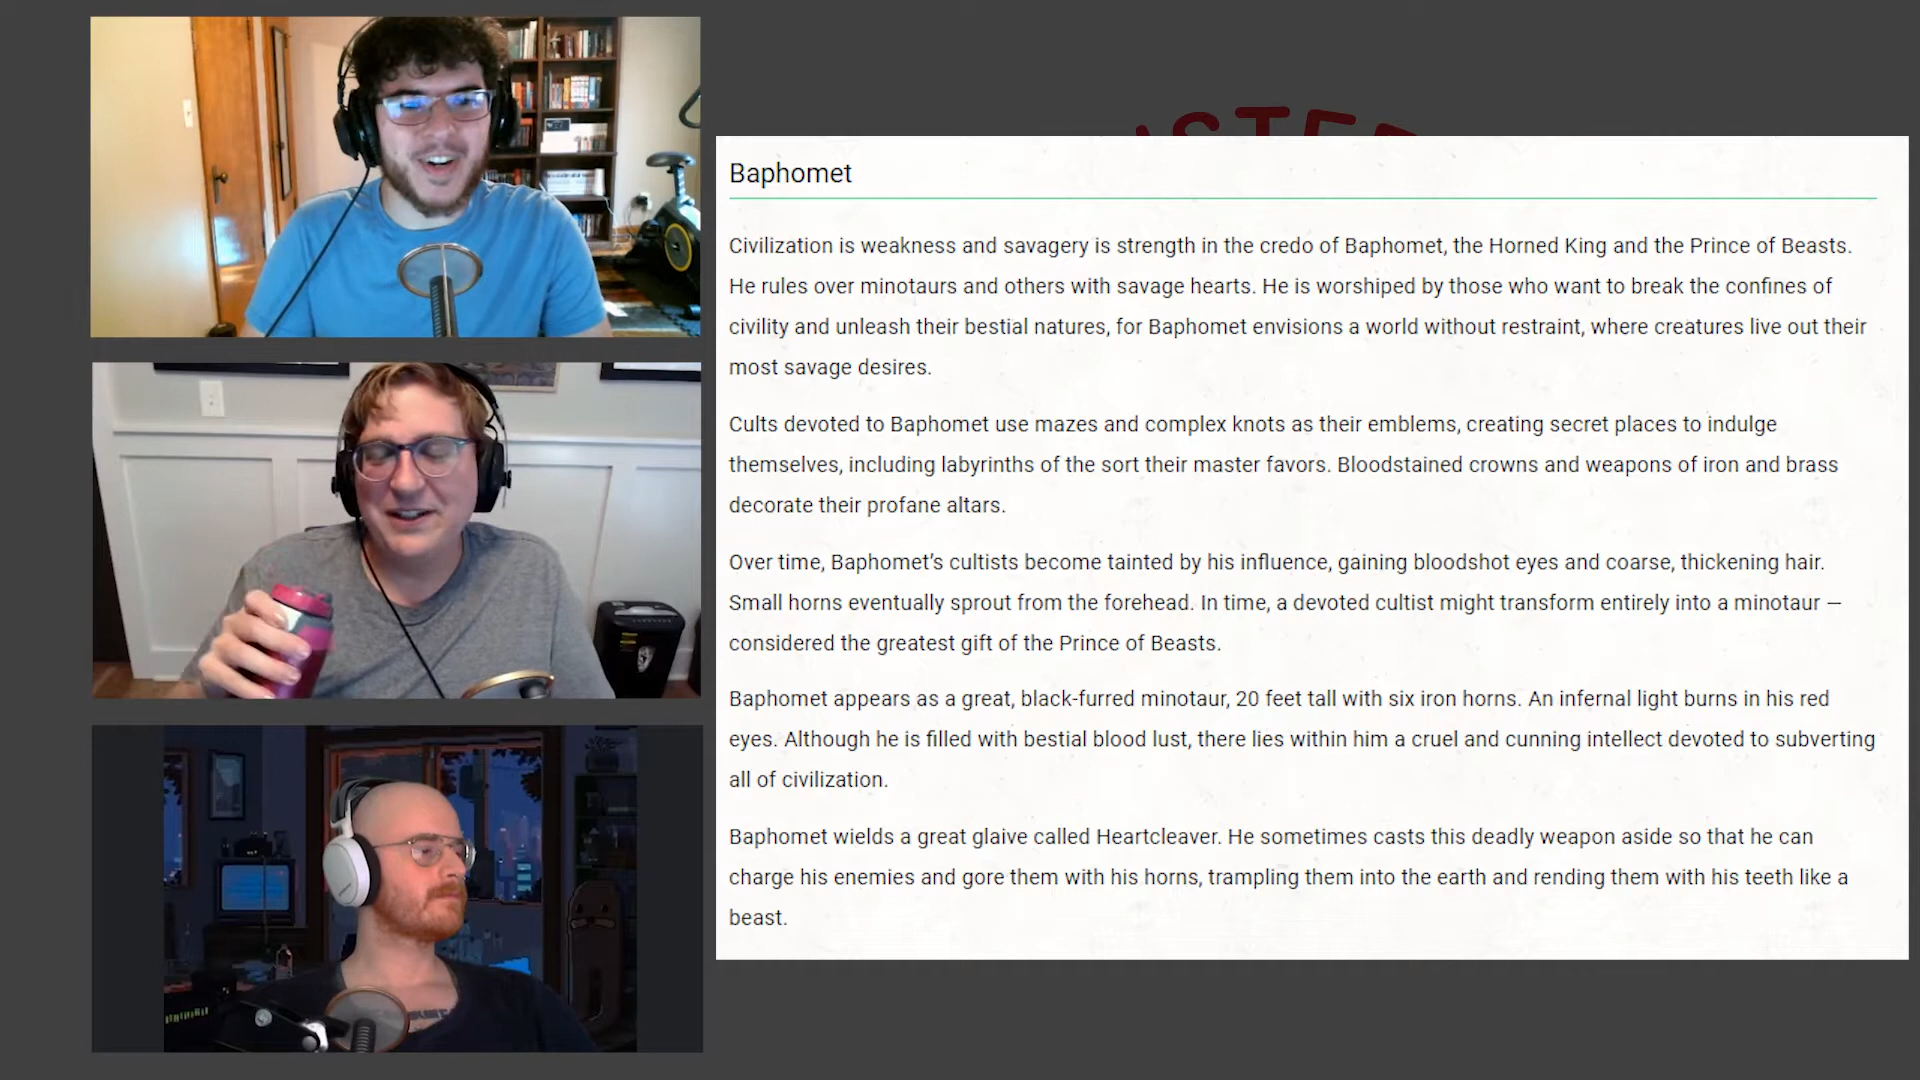 Baphomet
Civilization is weakness and savagery is strength in the credo of Baphomet, the Horned King and the Prince of Beasts.
He rules over minotaurs and others with savage hearts. He is worshiped by those who want to break the confines of
civility and unleash their bestial natures, for Baphomet envisions a world without restraint, where creatures live out their
most savage desires.
Cults devoted to Baphomet use mazes and complex knots as their emblems, creating secret places to indulge
themselves, including labyrinths of the sort their master favors. Bloodstained crowns and weapons of iron and brass
decorate their profane altars.
Over time, Baphomet's cultists become tainted by his influence, gaining bloodshot eyes and coarse, thickening hair.
Small horns eventually sprout from the forehead. In time, a devoted cultist might transform entirely into a minotaur —
considered the greatest gift of the Prince of Beasts.
Baphomet appears as a great, black-furred minotaur, 20 feet tall with six iron horns. An infernal light burns in his red
eyes. Although he is filled with bestial blood lust, there lies within him a cruel and cunning intellect devoted to subverting
all of civilization.
Baphomet wields a great glaive called Heartcleaver. He sometimes casts this deadly weapon aside so that he can
charge his enemies and gore them with his horns, trampling them into the earth and rending them with his teeth like a
beast.